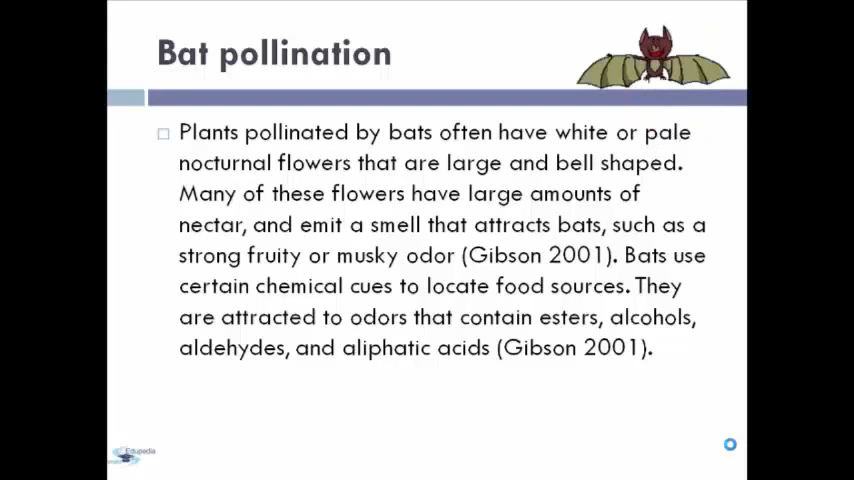 Bat pollination
Plants pollinated by bats often have white or pale
nocturnal flowers that are large and bell shaped.
Many of these flowers have large amounts of
nectar, and emit a smell that attracts bats, such as a
strong fruity or musky odor (Gibson 2001). Bats use
certain chemical cues to locate food sources. They
are attracted to odors that contain esters, alcohols,
aldehydes, and aliphatic acids (Gibson 2001).
Edupedia